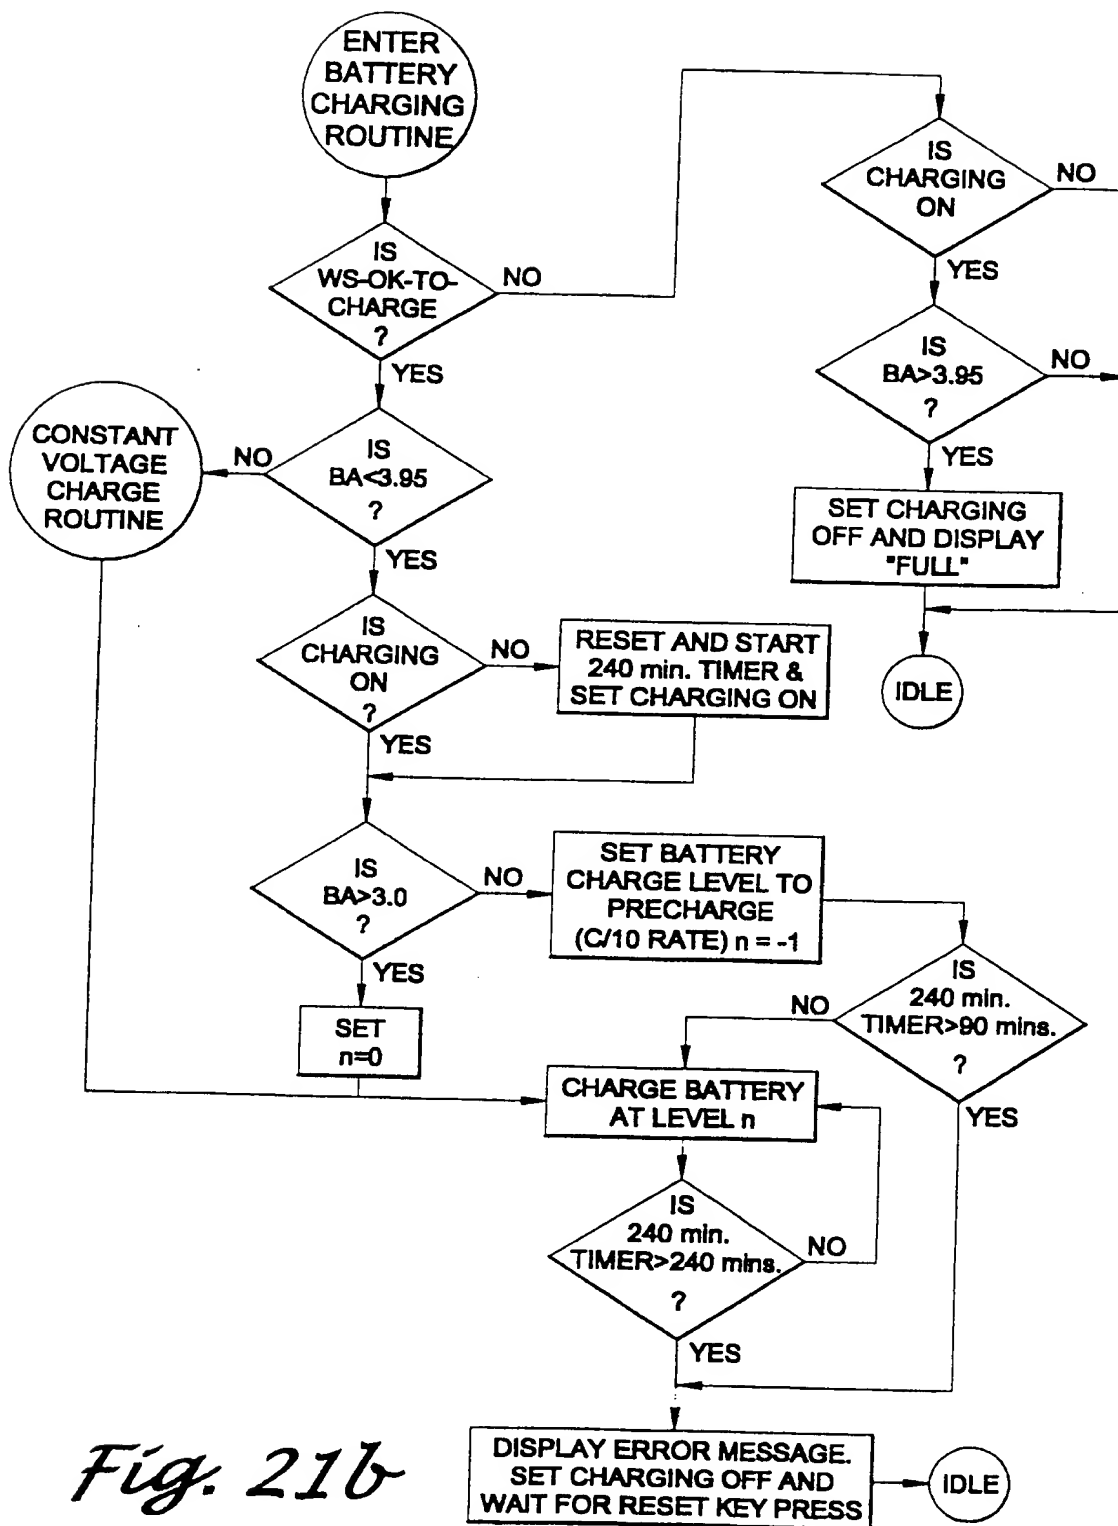 ENTER
BATTERY
CHARGING
ROUTINE
IS
WS-OK-TO-
CHARGE
?
NO
YES
IS
CHARGING
ON
NO
YES
IS
BA>3.95
?
NO
YES
SET CHARGING
OFF AND DISPLAY
"FULL"
IDLE
IS
BA<3.95
?
NO
YES
CONSTANT
VOLTAGE
CHARGE
ROUTINE
IS
CHARGING
ON
?
NO
YES
RESET AND START
240 min. TIMER &
SET CHARGING ON
IS
BA>3.0
?
NO
YES
SET BATTERY
CHARGE LEVEL TO
PRECHARGE
(C/10 RATE) n = -1
SET
n=0
IS
240 min.
TIMER>90 mins.
?
NO
YES
CHARGE BATTERY
AT LEVEL n
IS
240 min.
TIMER>240 mins.
?
NO
YES
DISPLAY ERROR MESSAGE.
SET CHARGING OFF AND
WAIT FOR RESET KEY PRESS
IDLE
Fig. 21b